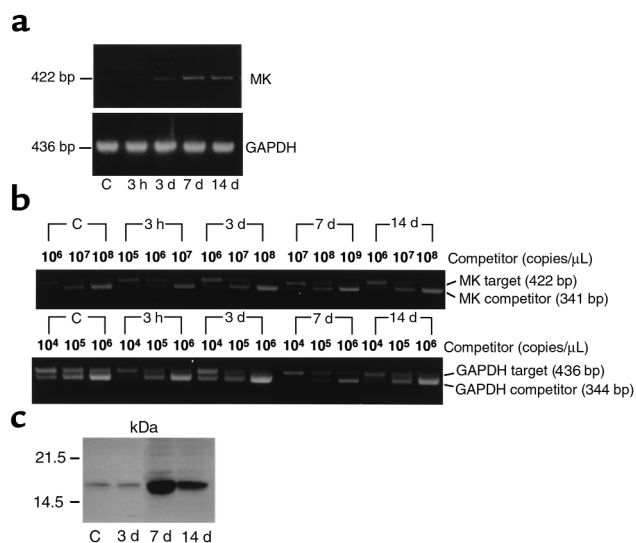 a
422 bp
MK
436 bp
GAPDH
C 3 h 3 d 7 d 14 d
b
C 3 h 3 d 7 d 14 d
10⁶ 10⁷ 10⁸ 10⁵ 10⁶ 10⁷ 10⁶ 10⁷ 10⁸ 10⁷ 10⁸ 10⁹ 10⁶ 10⁷ 10⁸ Competitor (copies/µL)
MK target (422 bp)
MK competitor (341 bp)
C 3 h 3 d 7 d 14 d
10⁴ 10⁵ 10⁶ 10⁴ 10⁵ 10⁶ 10⁴ 10⁵ 10⁶ 10⁴ 10⁵ 10⁶ 10⁴ 10⁵ 10⁶ Competitor (copies/µL)
GAPDH target (436 bp)
GAPDH competitor (344 bp)
c
kDa
21.5
14.5
C 3 d 7 d 14 d